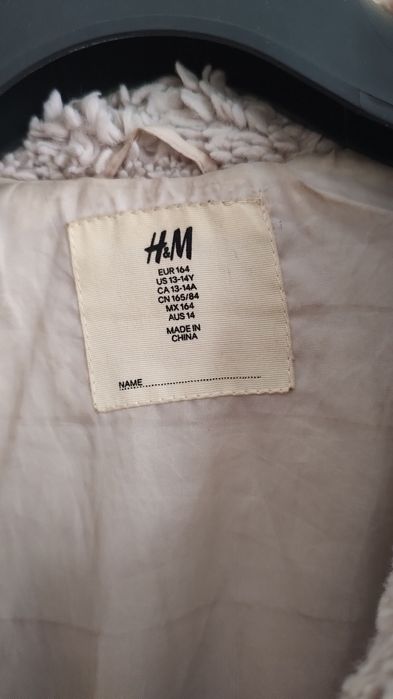 H&M
EUR 164
US 13-14Y
CA 13-14A
CN 165/84
MX 164
AUS 14
MADE IN
CHINA
NAME